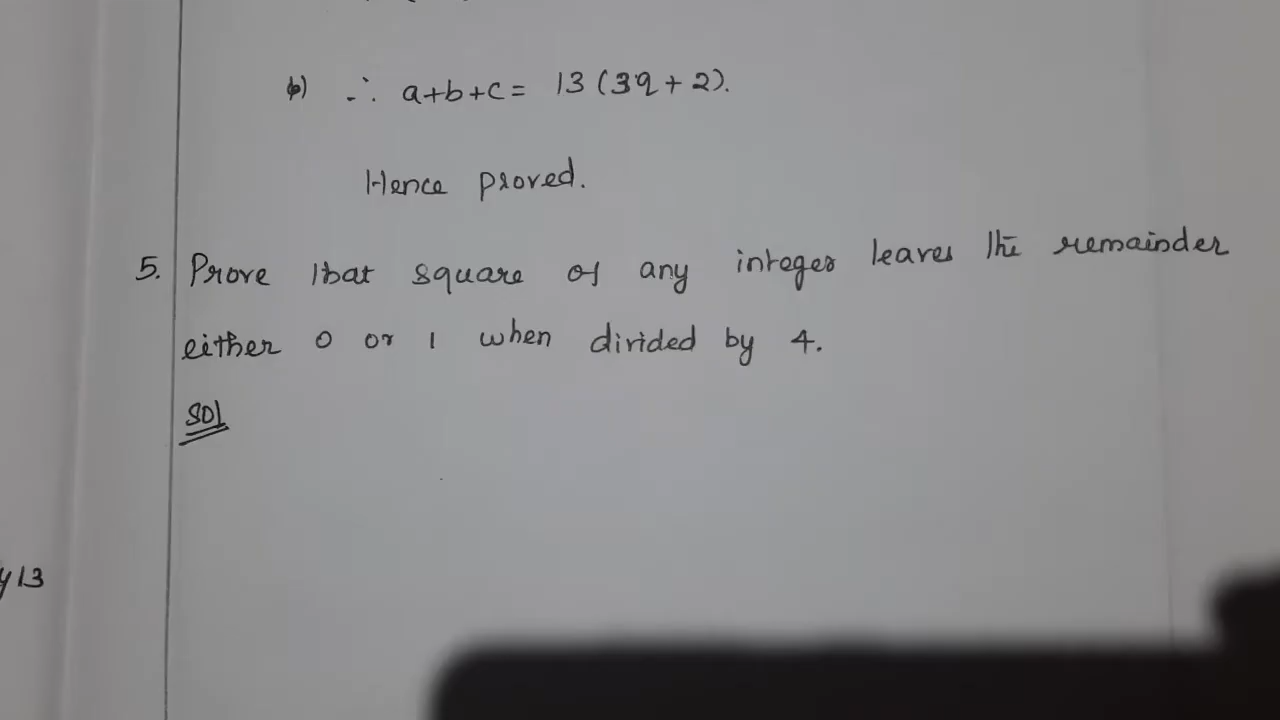 b) ∴ a+b+c = 13 (3q + 2).
Hence proved.
5. Prove that square of any integer leaves the remainder
either 0 or 1 when divided by 4.
Sol
y13